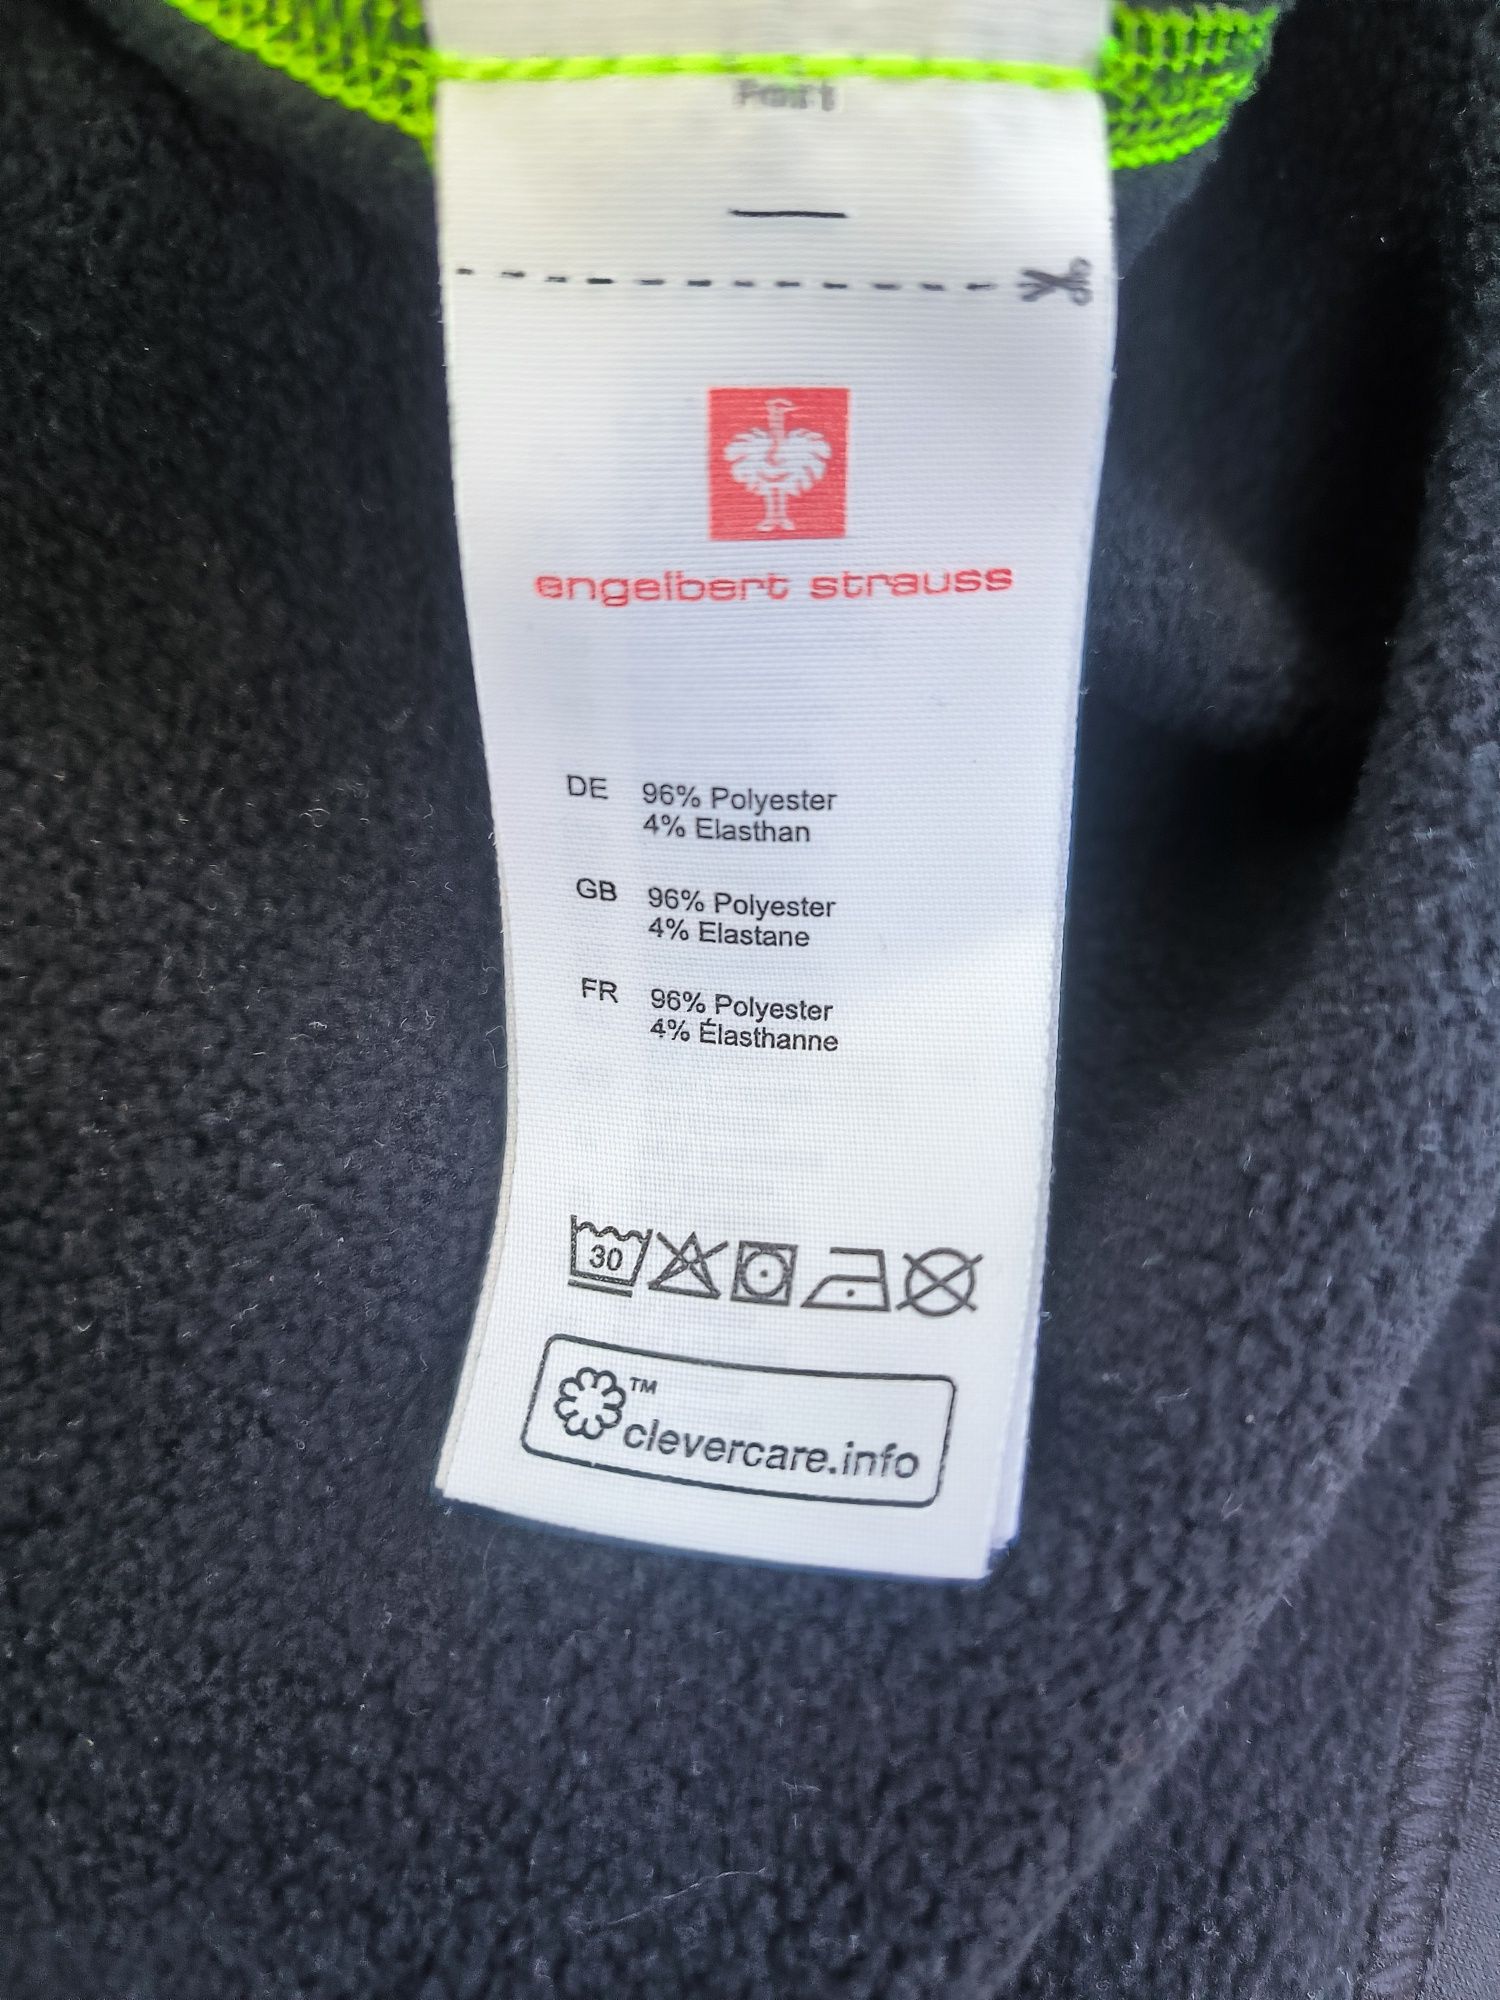 engelbert strauss
DE 96% Polyester
4% Elasthan
GB 96% Polyester
4% Elastane
FR 96% Polyester
4% Élasthanne
30
™
clevercare.info